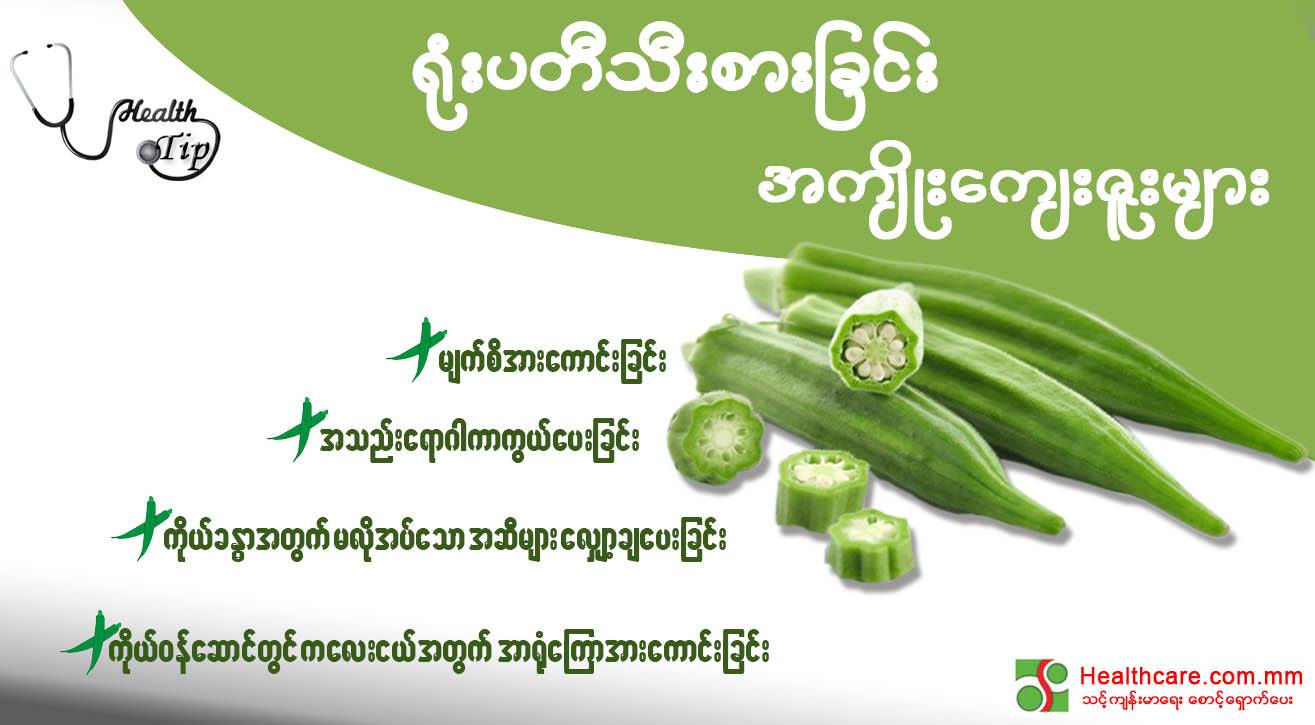 Health
Tip
ရုံးပတီသီးစားခြင်း
အကျိုးကျေးဇူးများ
မျက်စိအားကောင်းခြင်း
အသည်းရောဂါကာကွယ်ပေးခြင်း
ကိုယ်ခန္ဓာအတွက် မလိုအပ်သော အဆီများ လျှော့ချပေးခြင်း
ကိုယ်ဝန်ဆောင်တွင် ကလေးငယ်အတွက် အာရုံကြောအားကောင်းခြင်း
Healthcare.com.mm
သင့်ကျန်းမာရေး စောင့်ရှောက်ပေး